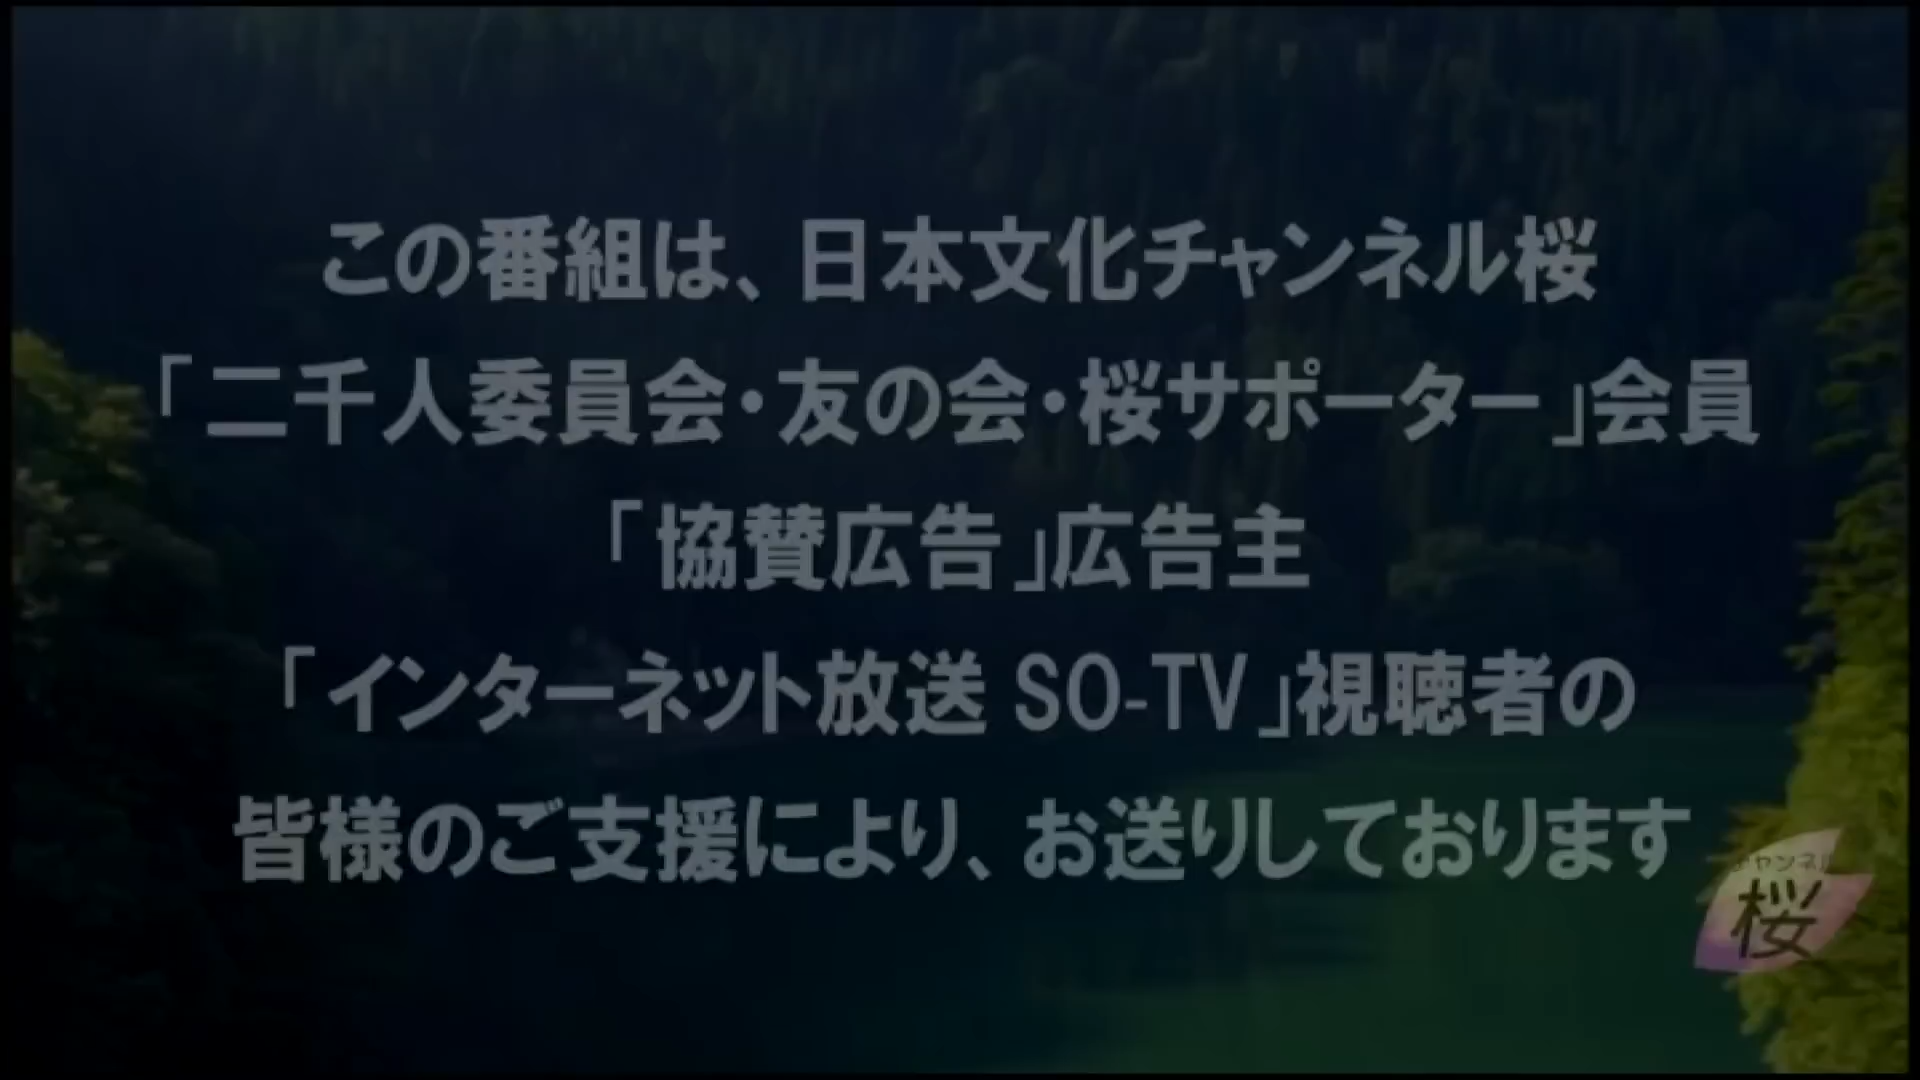 この番組は、日本文化チャンネル桜
「二千人委員会・友の会・桜サポーター」会員
「協賛広告」広告主
「インターネット放送 SO-TV」視聴者の
皆様のご支援により、お送りしております
チャンネル
桜